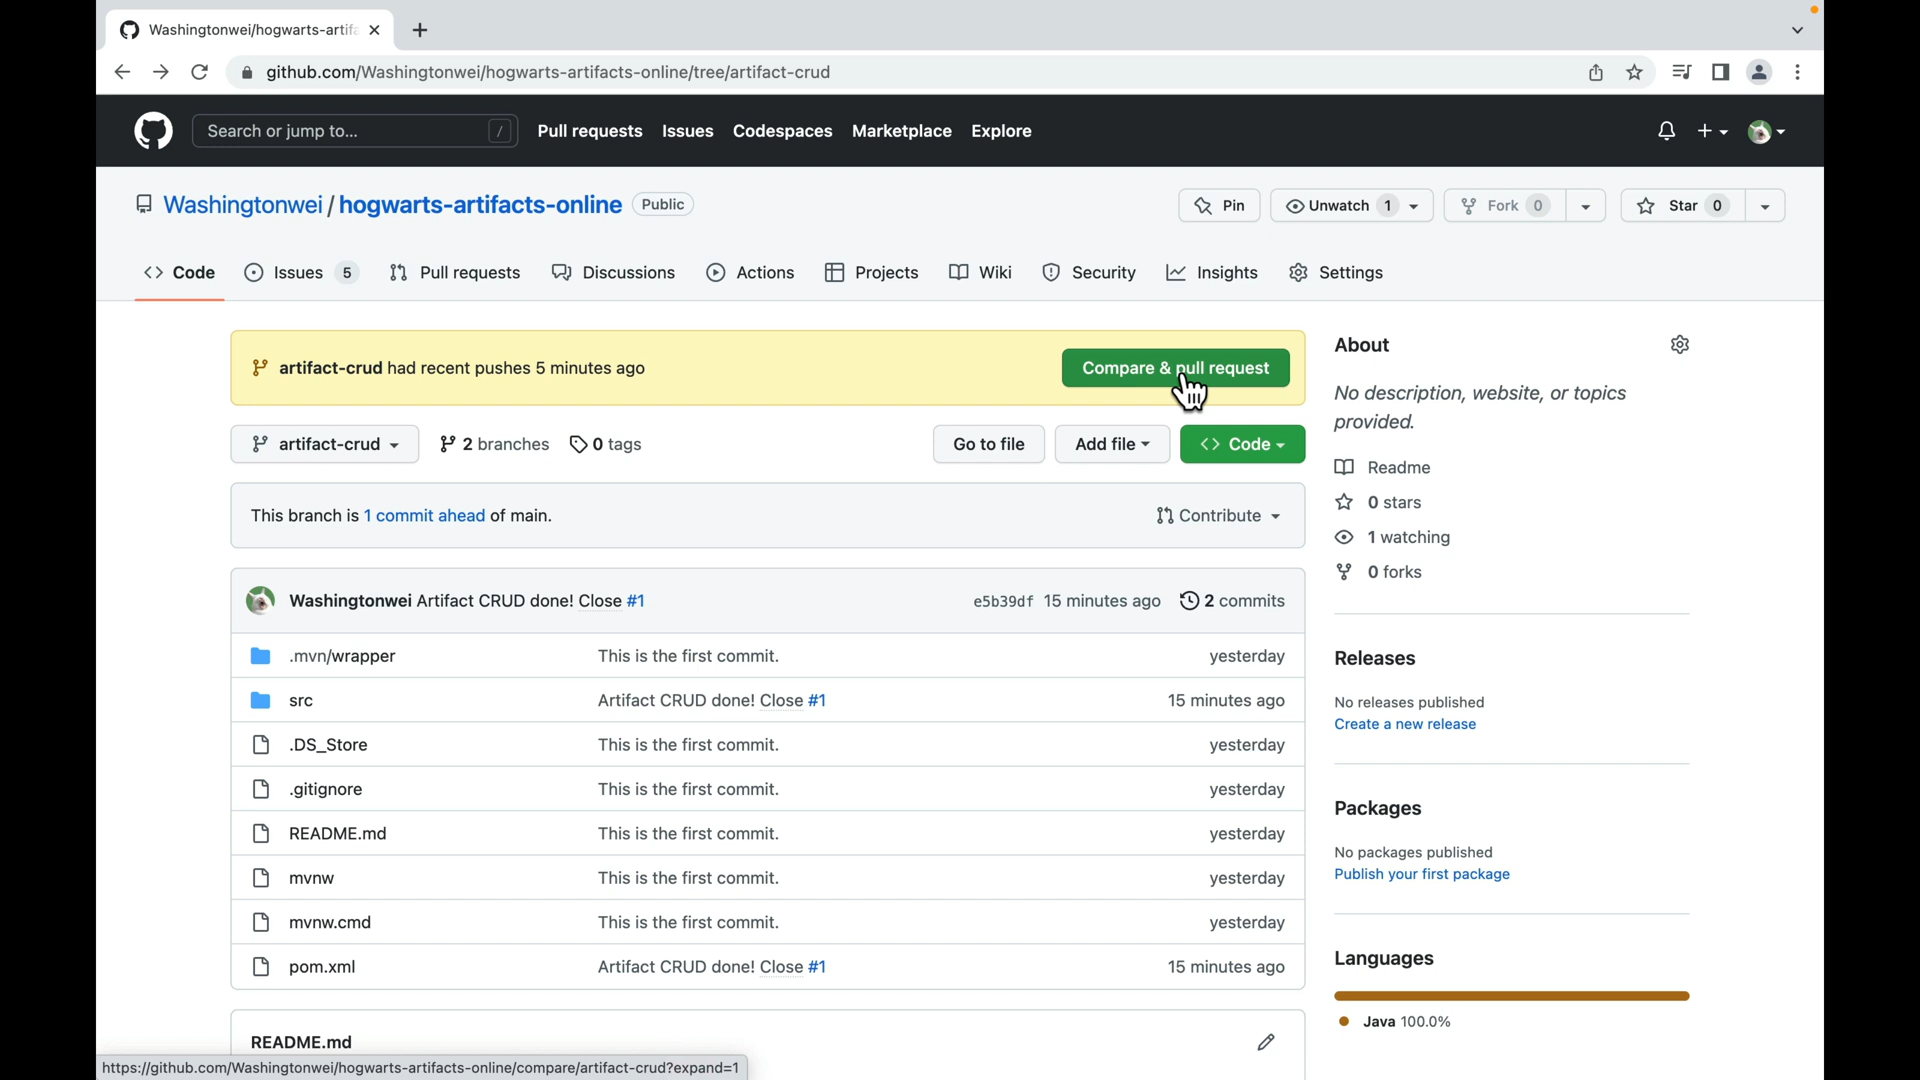 Washingtonwei/hogwarts-artifa
github.com/Washingtonwei/hogwarts-artifacts-online/tree/artifact-crud
Search or jump to... /
Pull requests Issues Codespaces Marketplace Explore
Washingtonwei / hogwarts-artifacts-online Public
Pin Unwatch 1 Fork 0 Star 0
Code Issues 5 Pull requests Discussions Actions Projects Wiki Security Insights Settings
artifact-crud had recent pushes 5 minutes ago
Compare & pull request
About
No description, website, or topics
provided.
artifact-crud 2 branches 0 tags Go to file Add file Code
Readme
0 stars
1 watching
0 forks
This branch is 1 commit ahead of main. Contribute
Washingtonwei Artifact CRUD done! Close #1 e5b39df 15 minutes ago 2 commits
.mvn/wrapper This is the first commit. yesterday
src Artifact CRUD done! Close #1 15 minutes ago
.DS_Store This is the first commit. yesterday
.gitignore This is the first commit. yesterday
README.md This is the first commit. yesterday
mvnw This is the first commit. yesterday
mvnw.cmd This is the first commit. yesterday
pom.xml Artifact CRUD done! Close #1 15 minutes ago
Releases
No releases published
Create a new release
Packages
No packages published
Publish your first package
Languages
Java 100.0%
README.md
https://github.com/Washingtonwei/hogwarts-artifacts-online/compare/artifact-crud?expand=1